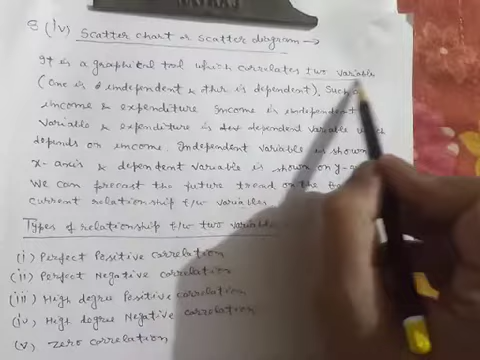 NATRAJ
8 (iv) Scatter chart or Scatter diagram →
It is a graphical tool which correlates two variable
(one is independent & other is dependent). Such as
income & expenditure Income is independent
variable & expenditure is dependent variable which
depends on income. Independent variable is shown
x-axis & dependent variable is shown on y-
We can forecast the future trend on the
current relationship b/w variables
Types of relationship b/w two variable
(i) Perfect Positive correlation
(ii) Perfect Negative correlation
(iii) High degree Positive correlation
(iv) High degree Negative correlation
(v) Zero correlation